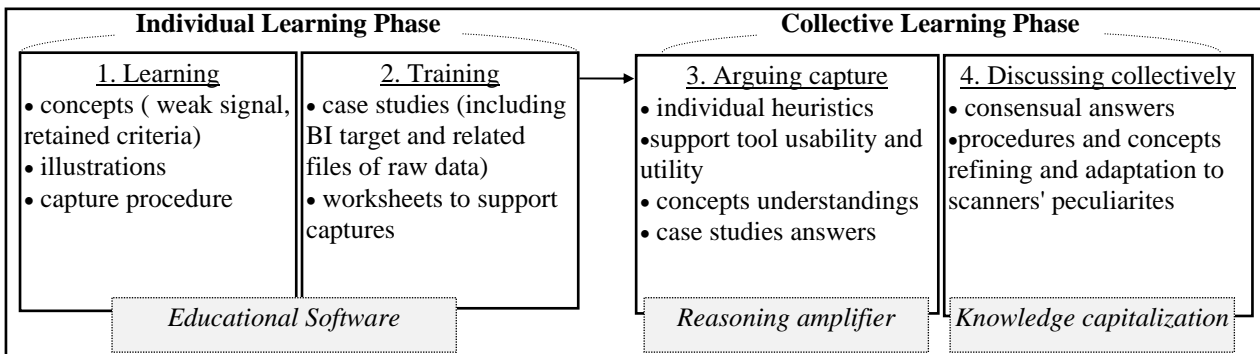 Individual Learning Phase
Collective Learning Phase
1. Learning
• concepts ( weak signal,
retained criteria)
• illustrations
• capture procedure
2. Training
• case studies (including
BI target and related
files of raw data)
• worksheets to support
captures
3. Arguing capture
• individual heuristics
•support tool usability and
utility
• concepts understandings
• case studies answers
4. Discussing collectively
• consensual answers
•procedures and concepts
refining and adaptation to
scanners' peculiarites
Educational Software
Reasoning amplifier
Knowledge capitalization